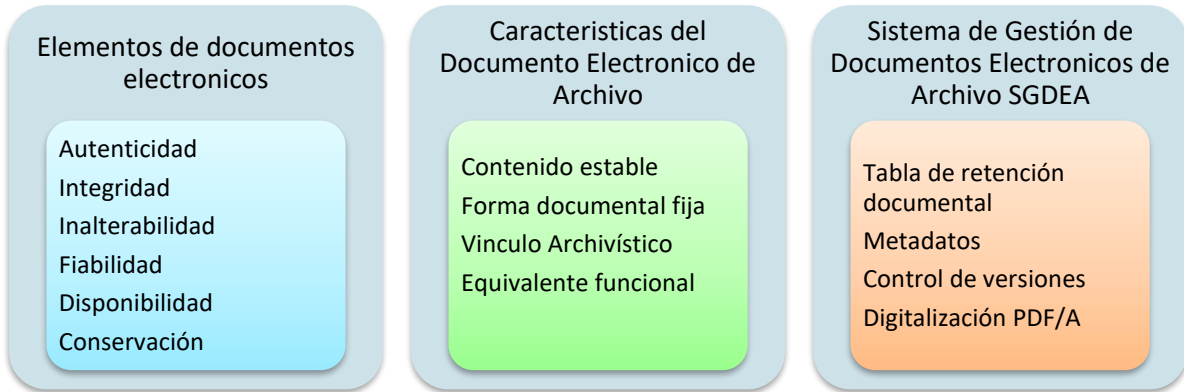 Elementos de documentos
electronicos
Autenticidad
Integridad
Inalterabilidad
Fiabilidad
Disponibilidad
Conservación
Caracteristicas del
Documento Electronico de
Archivo
Contenido estable
Forma documental fija
Vinculo Archivístico
Equivalente funcional
Sistema de Gestión de
Documentos Electronicos de
Archivo SGDEA
Tabla de retención
documental
Metadatos
Control de versiones
Digitalización PDF/A